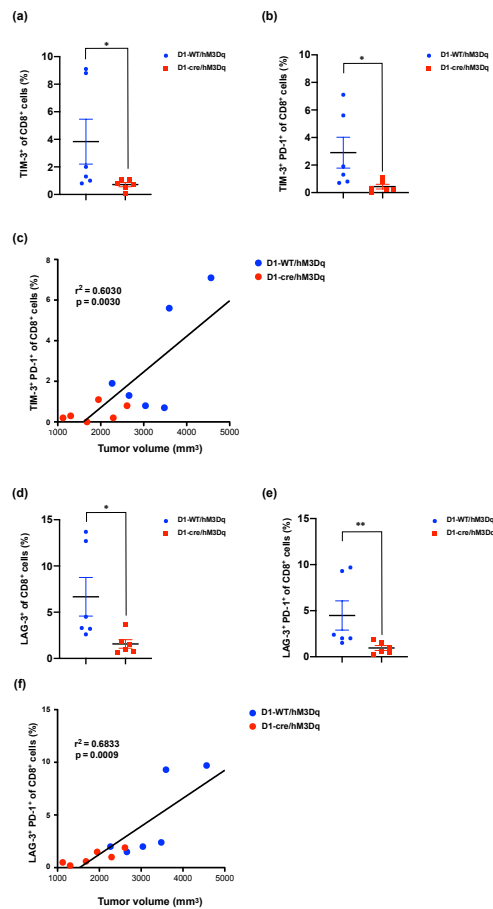 (a)
D1-WT/hM3Dq
D1-cre/hM3Dq
*
TIM-3⁺ of CD8⁺ cells (%)
10
8
6
4
2
0
(b)
D1-WT/hM3Dq
D1-cre/hM3Dq
*
TIM-3⁺ PD-1⁺ of CD8⁺ cells (%)
10
8
6
4
2
0
(c)
D1-WT/hM3Dq
D1-cre/hM3Dq
r² = 0.6030
p = 0.0030
TIM-3⁺ PD-1⁺ of CD8⁺ cells (%)
8
6
4
2
0
1000 2000 3000 4000 5000
Tumor volume (mm³)
(d)
D1-WT/hM3Dq
D1-cre/hM3Dq
*
LAG-3⁺ of CD8⁺ cells (%)
15
10
5
0
(e)
D1-WT/hM3Dq
D1-cre/hM3Dq
**
LAG-3⁺ PD-1⁺ of CD8⁺ cells (%)
15
10
5
0
(f)
D1-WT/hM3Dq
D1-cre/hM3Dq
r² = 0.6833
p = 0.0009
LAG-3⁺ PD-1⁺ of CD8⁺ cells (%)
15
10
5
0
1000 2000 3000 4000 5000
Tumor volume (mm³)